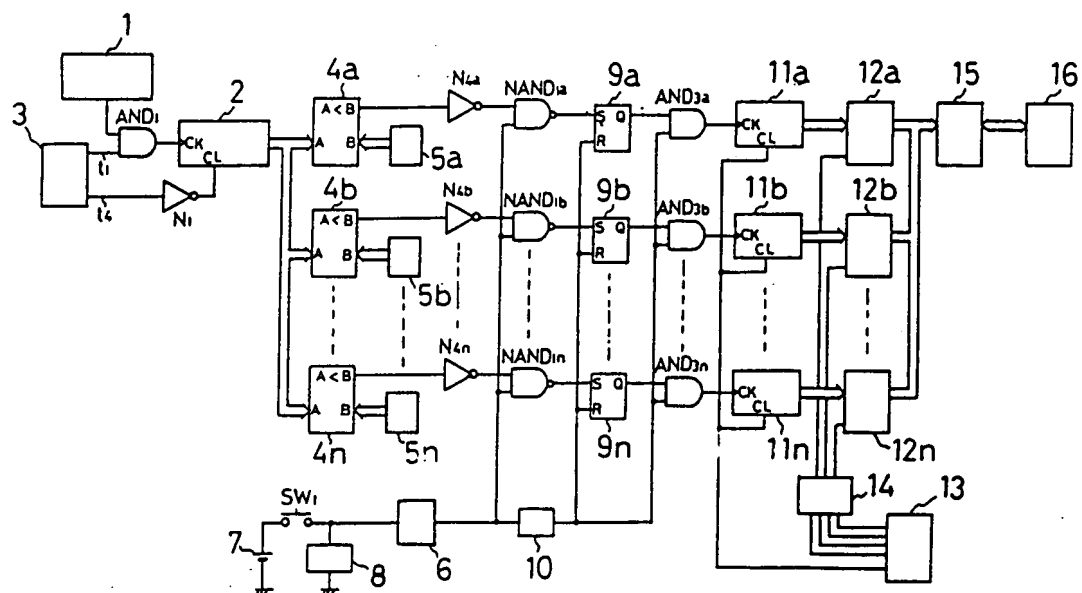 1
3
AND1
t1
t4
N1
2
CK
CL
4a
A<B
A
B
5a
N4a
NAND1a
9a
S Q
R
AND3a
11a
CK
CL
12a
15
16
4b
A<B
A
B
5b
N4b
NAND1b
9b
S Q
R
AND3b
11b
CK
CL
12b
N4n
NAND1n
AND3n
A<B
A
B
4n
5n
S Q
R
9n
CK
CL
11n
12n
14
13
SW1
7
8
6
10